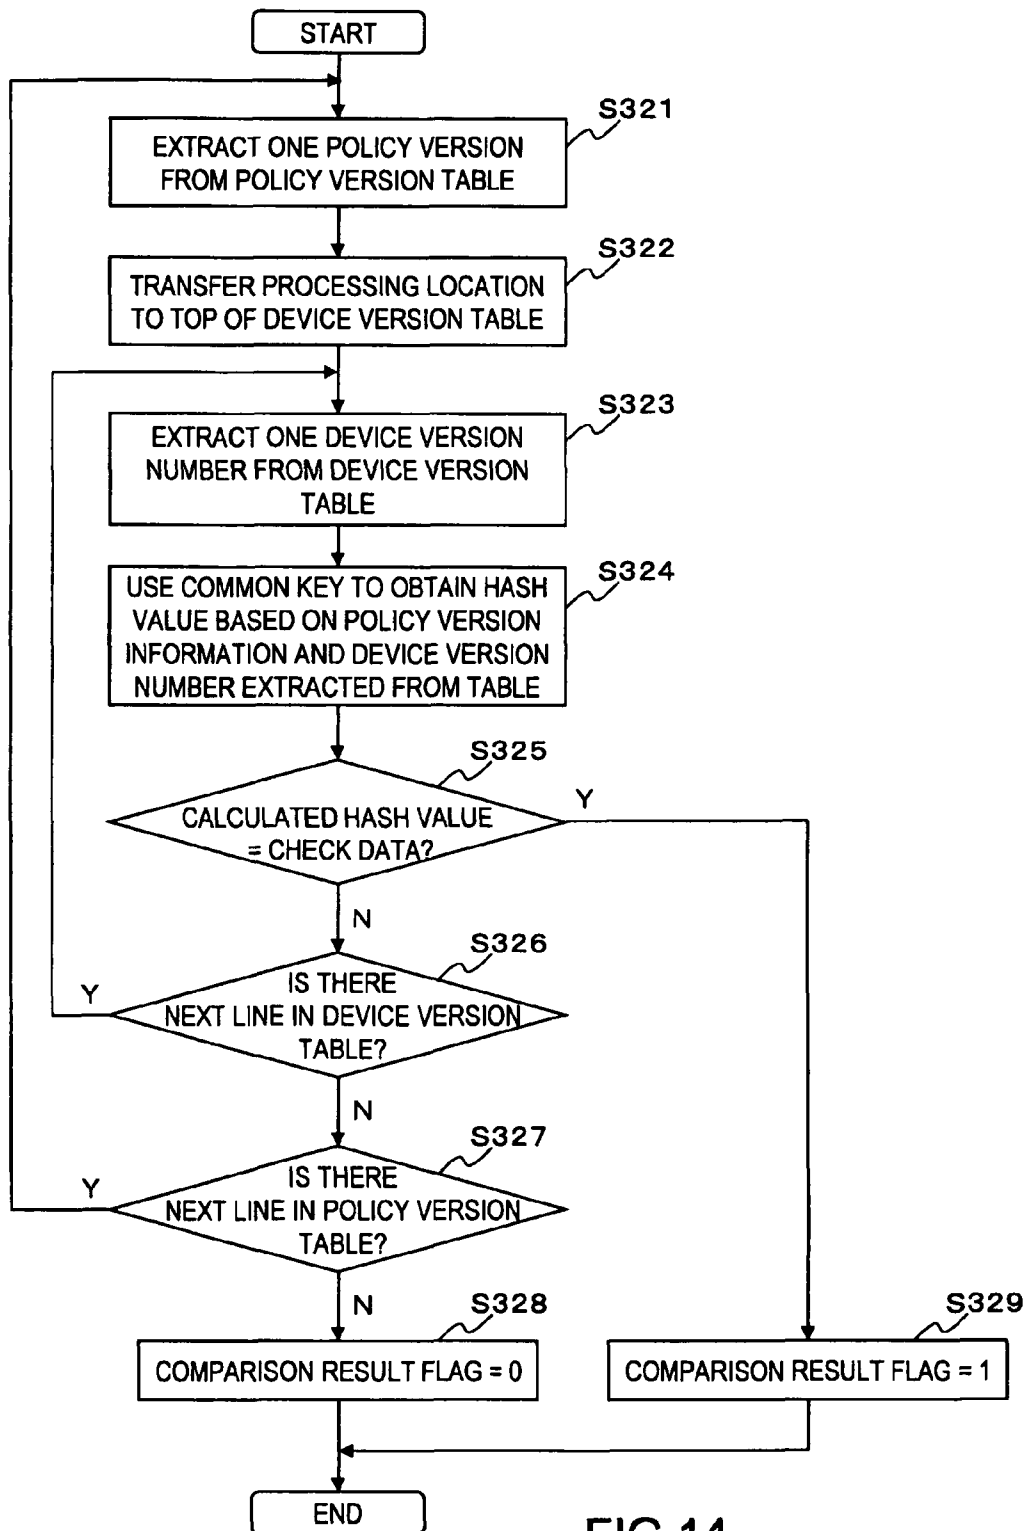 START
S321
EXTRACT ONE POLICY VERSION
FROM POLICY VERSION TABLE
S322
TRANSFER PROCESSING LOCATION
TO TOP OF DEVICE VERSION TABLE
S323
EXTRACT ONE DEVICE VERSION
NUMBER FROM DEVICE VERSION
TABLE
S324
USE COMMON KEY TO OBTAIN HASH
VALUE BASED ON POLICY VERSION
INFORMATION AND DEVICE VERSION
NUMBER EXTRACTED FROM TABLE
S325
Y
CALCULATED HASH VALUE
= CHECK DATA?
N
S326
Y
IS THERE
NEXT LINE IN DEVICE VERSION
TABLE?
N
S327
Y
IS THERE
NEXT LINE IN POLICY VERSION
TABLE?
N
S328
S329
COMPARISON RESULT FLAG = 0
COMPARISON RESULT FLAG = 1
END
FIG.14